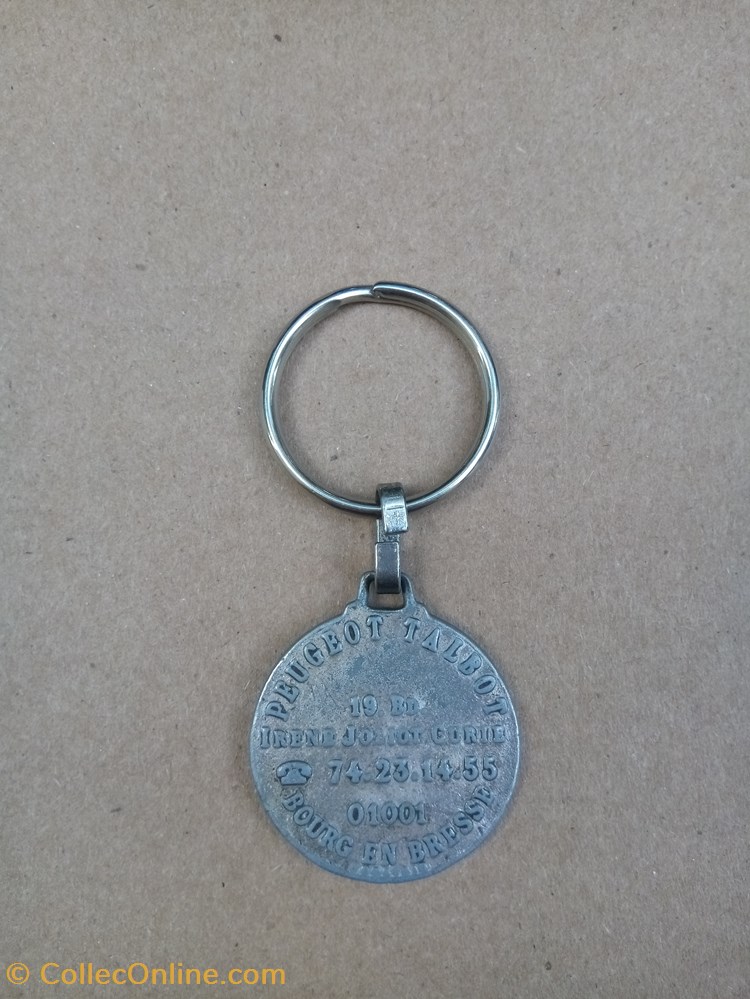 PEUGEOT TALBOT
19 BD
IRENE JOLIOT CURIE
74.23.14.55
01001
BOURG EN BRESSE
© CollecOnline.com